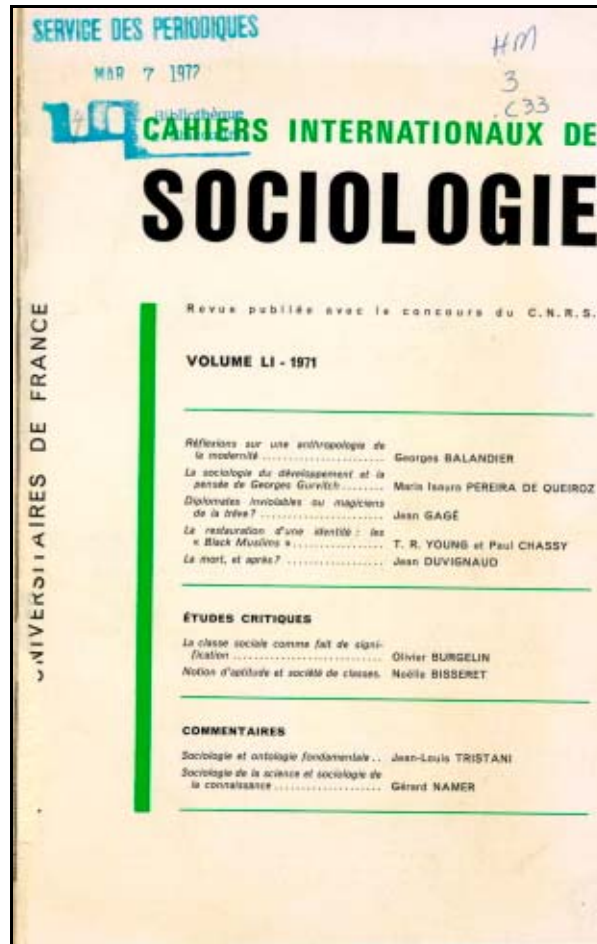 SERVICE DES PERIODIQUES
MAR 7 1972
HM
3
.C33
UQ
Bibliothèque
CAHIERS INTERNATIONAUX DE
SOCIOLOGIE
UNIVERSITAIRES DE FRANCE
Revue publiée avec le concours du C.N.R.S.
VOLUME LI - 1971
Réflexions sur une anthropologie de
la modernité ...................... Georges BALANDIER
La sociologie du développement et la
pensée de Georges Gurvitch ........ Maria Isaura PEREIRA DE QUEIROZ
Diplomates inviolables ou magiciens
de la trêve ? ..................... Jean GAGÉ
La restauration d'une identité : les
« Black Muslims » ................. T. R. YOUNG et Paul CHASSY
La mort, et après ? ................ Jean DUVIGNAUD
ÉTUDES CRITIQUES
La classe sociale comme fait de signi-
fication ............................ Olivier BURGELIN
Notion d'aptitude et société de classes. Noëlle BISSERET
COMMENTAIRES
Sociologie et ontologie fondamentale .. Jean-Louis TRISTANI
Sociologie de la science et sociologie de
la connaissance .................... Gérard NAMER